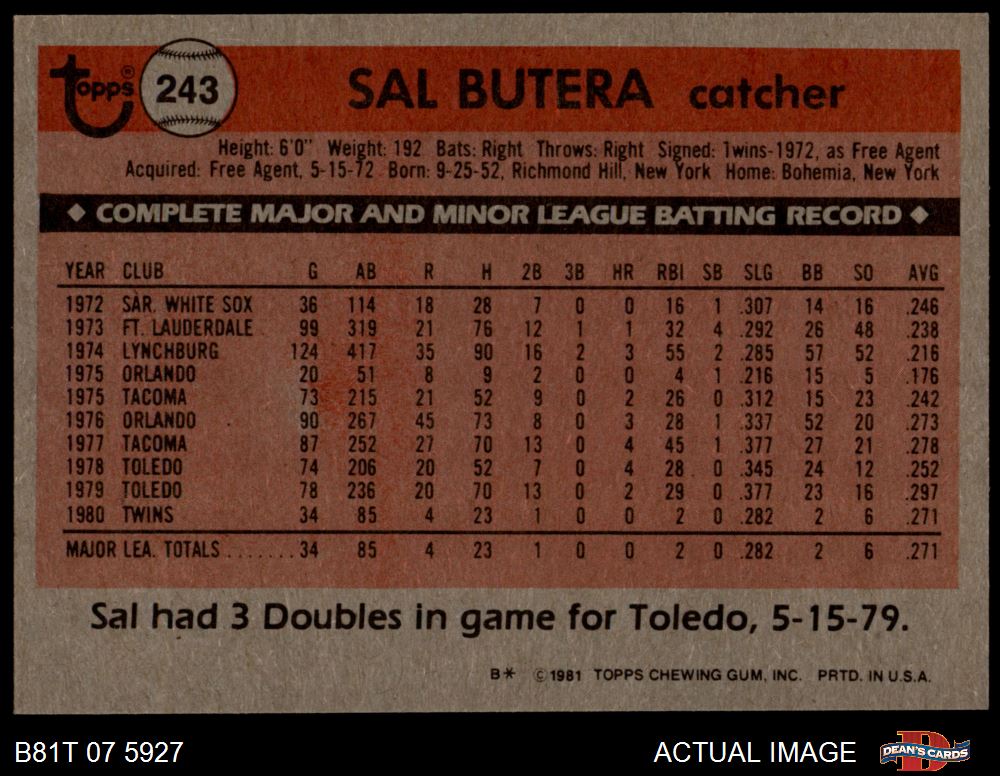 topps® 243 SAL BUTERA catcher
Height: 6'0" Weight: 192 Bats: Right Throws: Right Signed: Twins-1972, as Free Agent
Acquired: Free Agent, 5-15-72 Born: 9-25-52, Richmond Hill, New York Home: Bohemia, New York
◆ COMPLETE MAJOR AND MINOR LEAGUE BATTING RECORD ◆
YEAR CLUB G AB R H 2B 3B HR RBI SB SLG BB SO AVG
1972 SAR. WHITE SOX 36 114 18 28 7 0 0 16 1 .307 14 16 .246
1973 FT. LAUDERDALE 99 319 21 76 12 1 1 32 4 .292 26 48 .238
1974 LYNCHBURG 124 417 35 90 16 2 3 55 2 .285 57 52 .216
1975 ORLANDO 20 51 8 9 2 0 0 4 1 .216 15 5 .176
1975 TACOMA 73 215 21 52 9 0 2 26 0 .312 15 23 .242
1976 ORLANDO 90 267 45 73 8 0 3 28 1 .337 52 20 .273
1977 TACOMA 87 252 27 70 13 0 4 45 1 .377 27 21 .278
1978 TOLEDO 74 206 20 52 7 0 4 28 0 .345 24 12 .252
1979 TOLEDO 78 236 20 70 13 0 2 29 0 .377 23 16 .297
1980 TWINS 34 85 4 23 1 0 0 2 0 .282 2 6 .271
MAJOR LEA. TOTALS.......34 85 4 23 1 0 0 2 0 .282 2 6 .271
Sal had 3 Doubles in game for Toledo, 5-15-79.
B* ©1981 TOPPS CHEWING GUM, INC. PRTD. IN U.S.A.
B81T 07 5927 ACTUAL IMAGE D DEAN'S CARDS